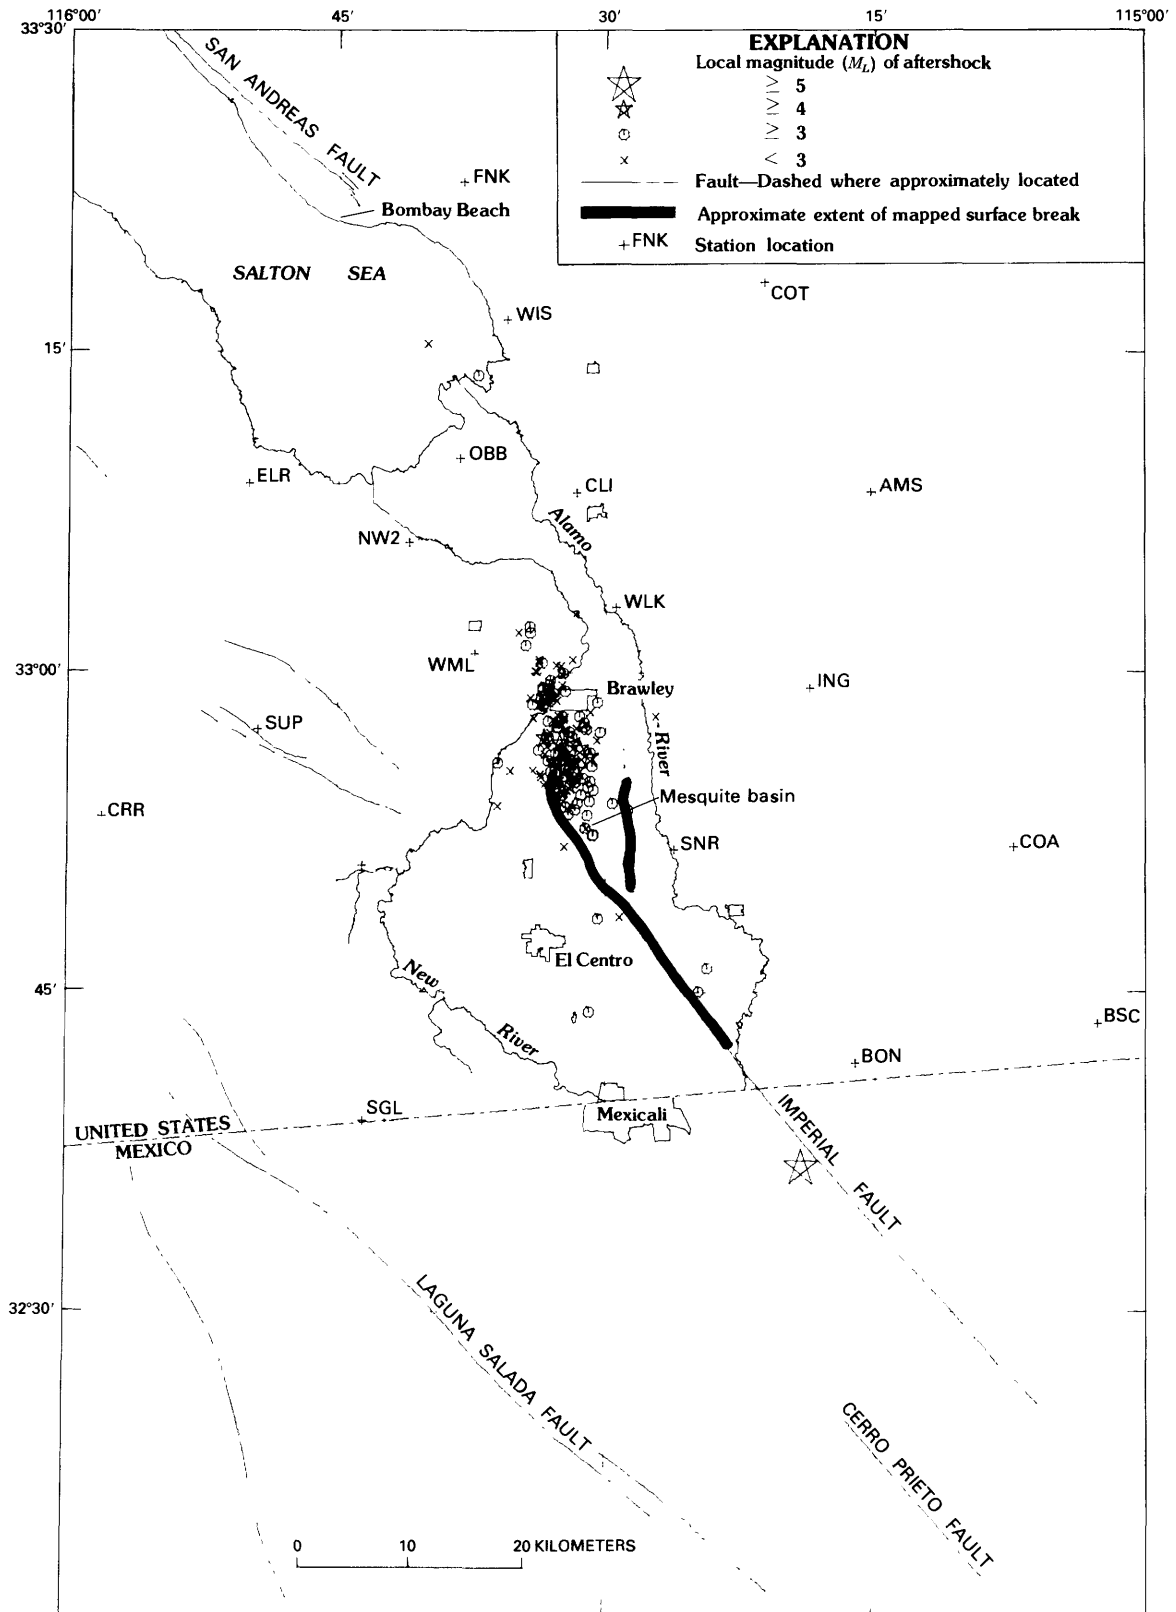 116°00′ 45′ 30′ 15′ 115°00′
33°30′
EXPLANATION
Local magnitude (ML) of aftershock
≥ 5
≥ 4
≥ 3
< 3
Fault—Dashed where approximately located
Approximate extent of mapped surface break
+FNK Station location
SAN ANDREAS FAULT
FNK
Bombay Beach
SALTON SEA
COT
WIS
15′
OBB
ELR
CLI
AMS
Alamo
NW2
WLK
WML
33°00′
ING
Brawley
SUP
River
Mesquite basin
CRR
SNR
COA
El Centro
New
45′
BSC
River
BON
SGL
Mexicali
IMPERIAL FAULT
UNITED STATES
MEXICO
LAGUNA SALADA FAULT
32°30′
CERRO PRIETO FAULT
0 10 20 KILOMETERS